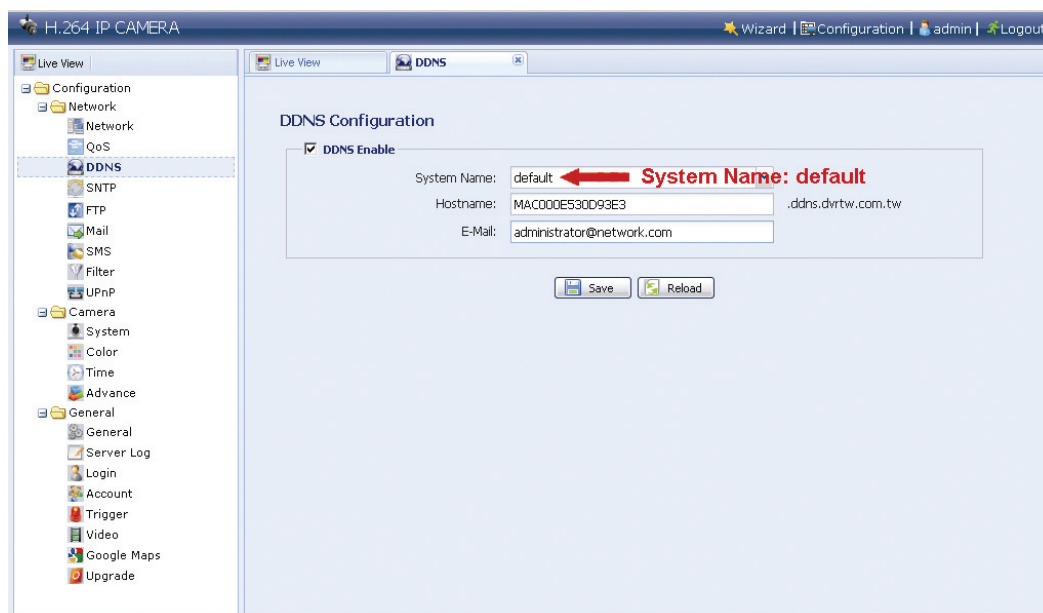 H.264 IP CAMERA
Wizard | Configuration | admin | Logout
Live View
Configuration
Network
Network
QoS
DDNS
SNTP
FTP
Mail
SMS
Filter
UPnP
Camera
System
Color
Time
Advance
General
General
Server Log
Login
Account
Trigger
Video
Google Maps
Upgrade
Live View
DDNS
DDNS Configuration
DDNS Enable
System Name: default System Name: default
Hostname: MAC000E530D93E3 .ddns.dvrtw.com.tw
E-Mail: administrator@network.com
Save Reload